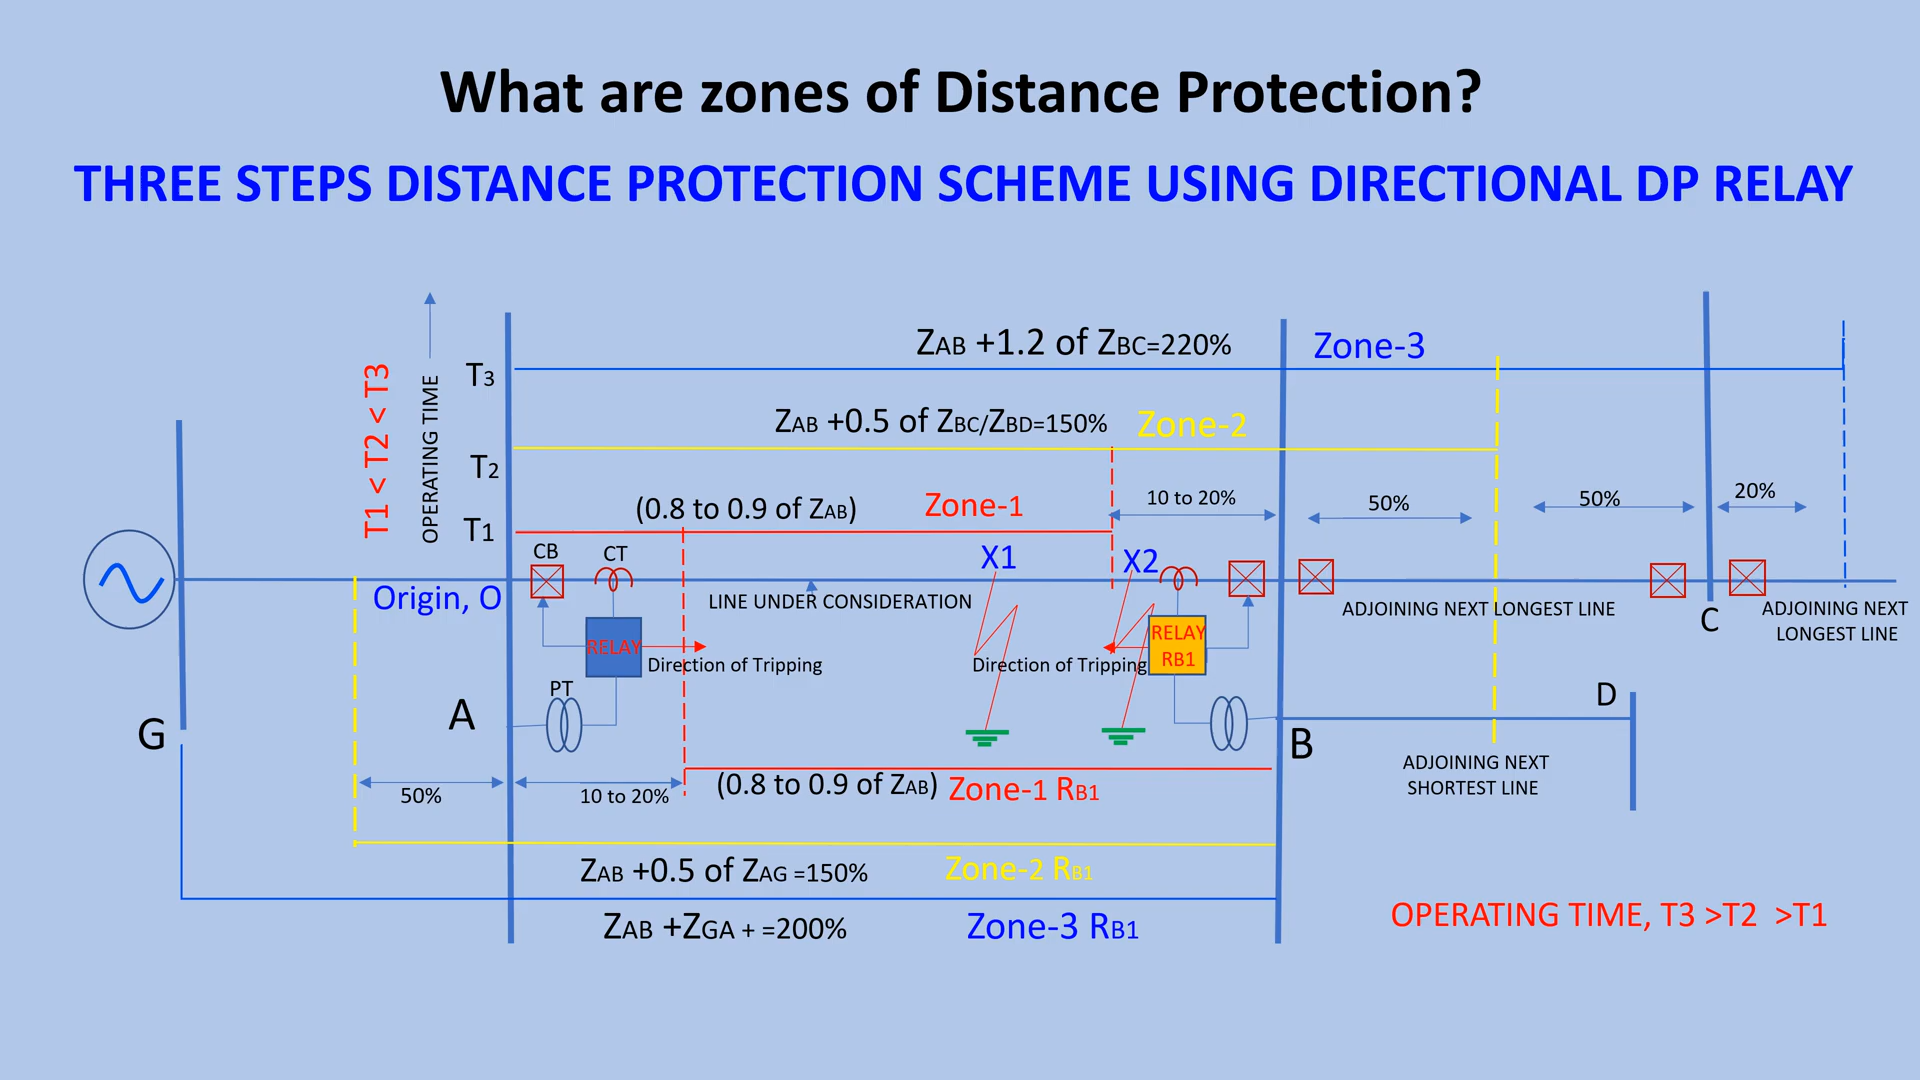 What are zones of Distance Protection?
THREE STEPS DISTANCE PROTECTION SCHEME USING DIRECTIONAL DP RELAY
ZAB +1.2 of ZBC=220%
Zone-3
T1 < T2 < T3
OPERATING TIME
T3
ZAB +0.5 of ZBC/ZBD=150%
Zone-2
T2
(0.8 to 0.9 of ZAB)
Zone-1
10 to 20%
50%
50%
20%
T1
CB
CT
X1
X2
Origin, O
LINE UNDER CONSIDERATION
ADJOINING NEXT LONGEST LINE
C
ADJOINING NEXT
LONGEST LINE
RELAY
Direction of Tripping
Direction of Tripping
RELAY
RB1
PT
A
D
G
B
ADJOINING NEXT
SHORTEST LINE
50%
10 to 20%
(0.8 to 0.9 of ZAB)
Zone-1 RB1
ZAB +0.5 of ZAG =150%
Zone-2 RB1
ZAB +ZGA + =200%
Zone-3 RB1
OPERATING TIME, T3 >T2 >T1